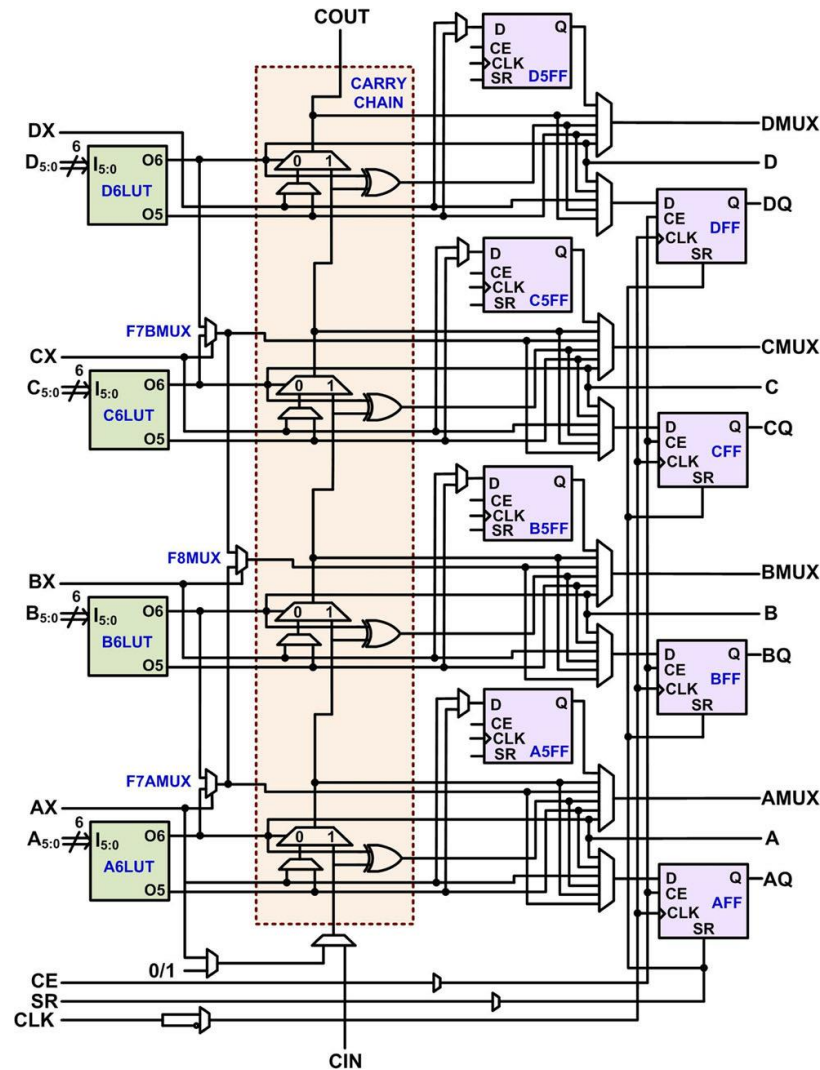 COUT
CARRY
CHAIN
D Q
CE
CLK
SR
D5FF
DX
D5:0 6
I5:0
O6
D6LUT
O5
0 1
DMUX
D
D Q
CE
CLK
DFF
SR
DQ
D Q
CE
CLK
SR
C5FF
F7BMUX
CX
C5:0 6
I5:0
O6
C6LUT
O5
0 1
CMUX
C
D Q
CE
CLK
CFF
SR
CQ
D Q
CE
CLK
SR
B5FF
F8MUX
BX
B5:0 6
I5:0
O6
B6LUT
O5
0 1
BMUX
B
D Q
CE
CLK
BFF
SR
BQ
D Q
CE
CLK
SR
A5FF
F7AMUX
AX
A5:0 6
I5:0
O6
A6LUT
O5
0 1
AMUX
A
D Q
CE
CLK
AFF
SR
AQ
0/1
CE
SR
CLK
CIN